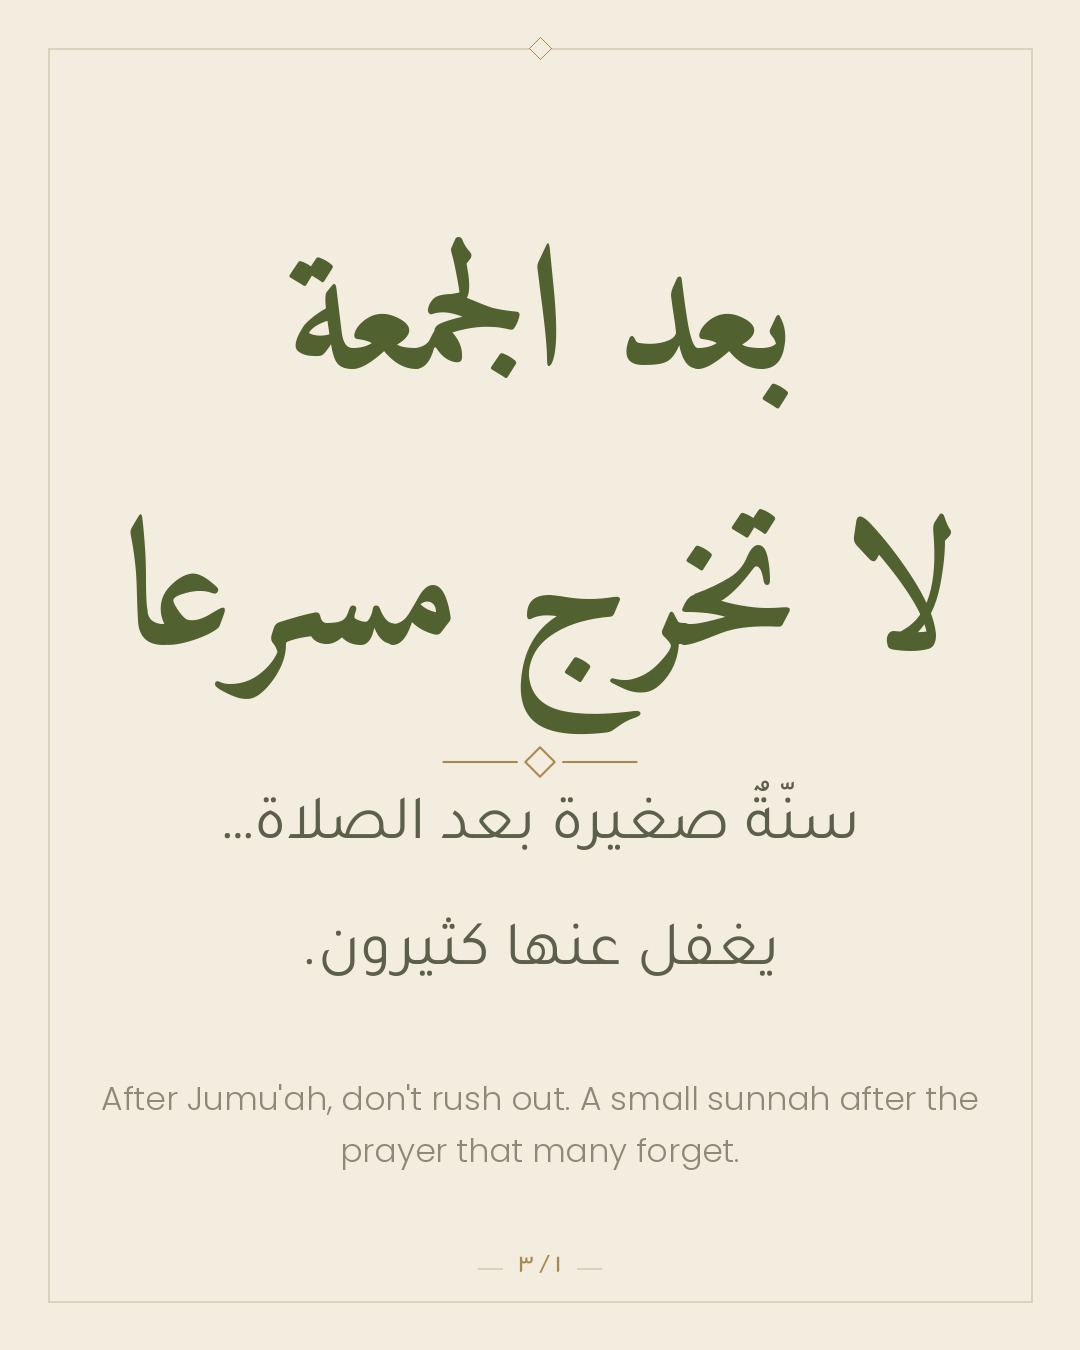 بعد الجمعة
لا تخرج مسرعا
سنّةٌ صغيرة بعد الصلاة...
يغفل عنها كثيرون.
After Jumu'ah, don't rush out. A small sunnah after the
prayer that many forget.
١/٣